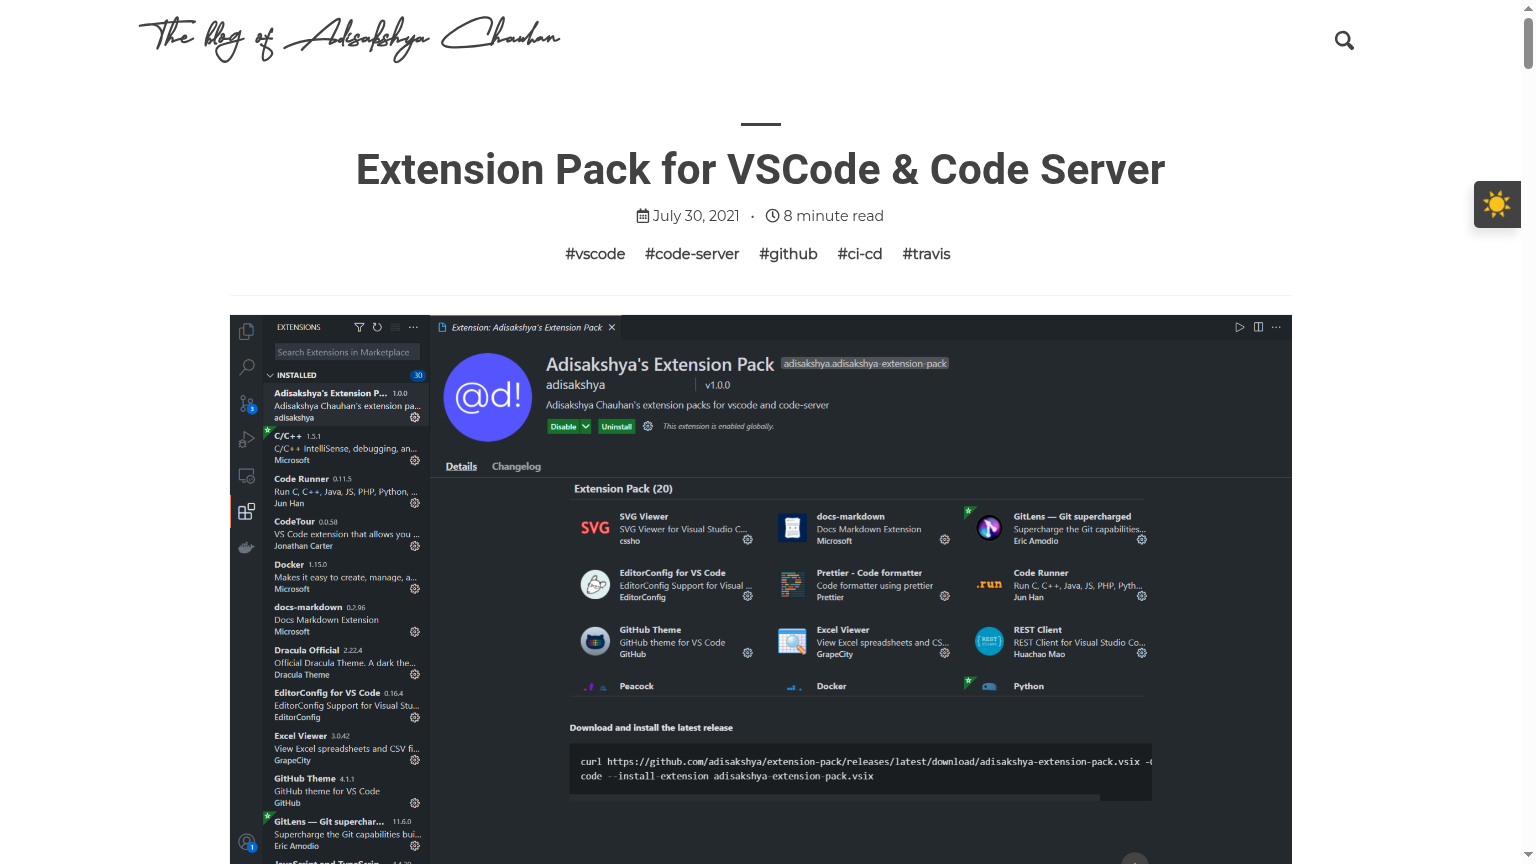 The blog of Adisakshya Chauhan
Extension Pack for VSCode & Code Server
July 30, 2021 • 8 minute read
#vscode #code-server #github #ci-cd #travis
EXTENSIONS
Search Extensions in Marketplace
INSTALLED 30
Adisakshya's Extension P... 1.0.0
Adisakshya Chauhan's extension pa...
adisakshya
C/C++ 1.5.1
C/C++ IntelliSense, debugging, an...
Microsoft
Code Runner 0.11.5
Run C, C++, Java, JS, PHP, Python, ...
Jun Han
CodeTour 0.0.58
VS Code extension that allows you ...
Jonathan Carter
Docker 1.15.0
Makes it easy to create, manage, a...
Microsoft
docs-markdown 0.2.96
Docs Markdown Extension
Microsoft
Dracula Official 2.22.4
Official Dracula Theme. A dark the...
Dracula Theme
EditorConfig for VS Code 0.16.4
EditorConfig Support for Visual Stu...
EditorConfig
Excel Viewer 3.0.42
View Excel spreadsheets and CSV fi...
GrapeCity
GitHub Theme 4.1.1
GitHub theme for VS Code
GitHub
GitLens — Git superchar... 11.6.0
Supercharge the Git capabilities bui...
Eric Amodio
3
1
Extension: Adisakshya's Extension Pack
@d!
Adisakshya's Extension Pack adisakshya.adisakshya-extension-pack
adisakshya | v1.0.0
Adisakshya Chauhan's extension packs for vscode and code-server
Disable Uninstall This extension is enabled globally.
Details Changelog
Extension Pack (20)
SVG
SVG Viewer
SVG Viewer for Visual Studio C...
cssho
docs-markdown
Docs Markdown Extension
Microsoft
GitLens — Git supercharged
Supercharge the Git capabilities...
Eric Amodio
EditorConfig for VS Code
EditorConfig Support for Visual ...
EditorConfig
Prettier - Code formatter
Code formatter using prettier
Prettier
.run
Code Runner
Run C, C++, Java, JS, PHP, Pyth...
Jun Han
GitHub Theme
GitHub theme for VS Code
GitHub
Excel Viewer
View Excel spreadsheets and CS...
GrapeCity
REST Client
REST Client for Visual Studio Co...
Huachao Mao
Peacock
Docker
Python
Download and install the latest release
curl https://github.com/adisakshya/extension-pack/releases/latest/download/adisakshya-extension-pack.vsix
code --install-extension adisakshya-extension-pack.vsix